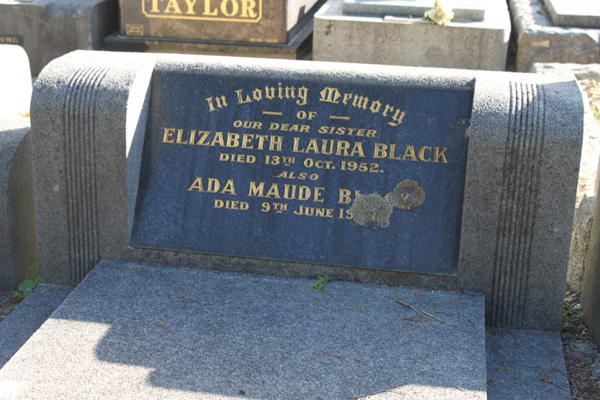 TAYLOR
In Loving Memory
OF
OUR DEAR SISTER
ELIZABETH LAURA BLACK
DIED 13TH OCT. 1952.
ALSO
ADA MAUDE
DIED 9TH JUNE